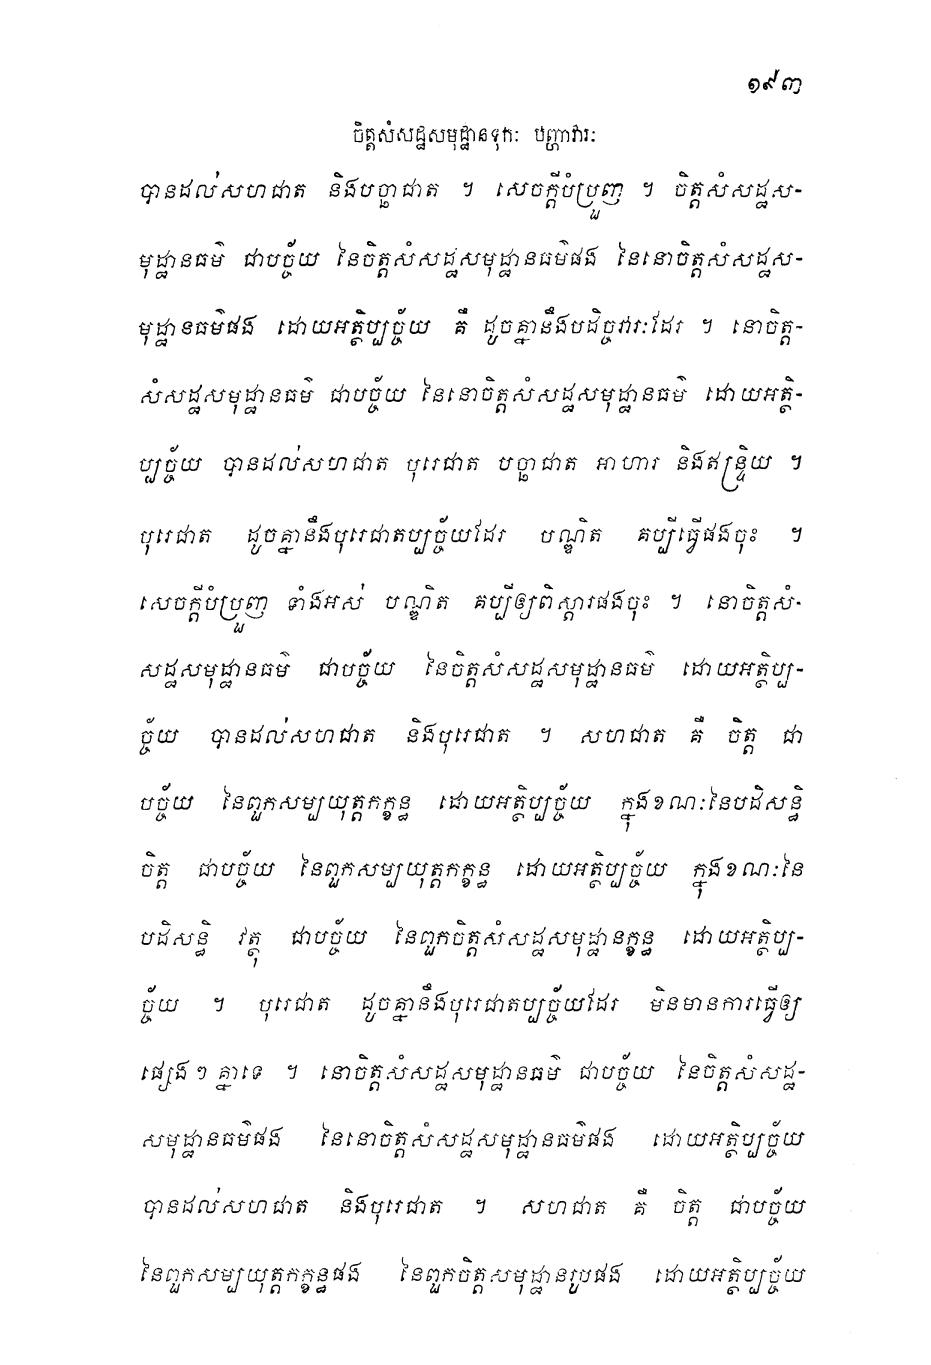 ១៩៣
ចិត្តសំសដ្ឋសមុដ្ឋានទុកៈ បញ្ហាវារៈ
បានដល់សហជាត និងបច្ឆាជាត ។ សេចក្តីបំប្រួញ ។ ចិត្តសំសដ្ឋស-
មុដ្ឋានធម៌ ជាបច្ច័យ នៃចិត្តសំសដ្ឋសមុដ្ឋានធម៌ផង នៃនោចិត្តសំសដ្ឋស-
មុដ្ឋានធម៌ផង ដោយអត្ថិប្បច្ច័យ គឺ ដូចគ្នានឹងបដិច្ចវារៈដែរ ។ នោចិត្ត-
សំសដ្ឋសមុដ្ឋានធម៌ ជាបច្ច័យ នៃនោចិត្តសំសដ្ឋសមុដ្ឋានធម៌ ដោយអត្ថិ-
ប្បច្ច័យ បានដល់សហជាត បុរេជាត បច្ឆាជាត អាហារ និងឥន្ទ្រិយ ។
បុរេជាត ដូចគ្នានឹងបុរេជាតប្បច្ច័យដែរ បណ្ឌិត គប្បីធ្វើផងចុះ ។
សេចក្តីបំប្រួញ ទាំងអស់ បណ្ឌិត គប្បីឲ្យពិស្តារផងចុះ ។ នោចិត្តសំ-
សដ្ឋសមុដ្ឋានធម៌ ជាបច្ច័យ នៃចិត្តសំសដ្ឋសមុដ្ឋានធម៌ ដោយអត្ថិប្ប-
ច្ច័យ បានដល់សហជាត និងបុរេជាត ។ សហជាត គឺ ចិត្ត ជា
បច្ច័យ នៃពួកសម្បយុត្តកក្ខន្ធ ដោយអត្ថិប្បច្ច័យ ក្នុងខណៈនៃបដិសន្ធិ
ចិត្ត ជាបច្ច័យ នៃពួកសម្បយុត្តកក្ខន្ធ ដោយអត្ថិប្បច្ច័យ ក្នុងខណៈនៃ
បដិសន្ធិ វត្ថុ ជាបច្ច័យ នៃពួកចិត្តសំសដ្ឋសមុដ្ឋានក្ខន្ធ ដោយអត្ថិប្ប-
ច្ច័យ ។ បុរេជាត ដូចគ្នានឹងបុរេជាតប្បច្ច័យដែរ មិនមានការធ្វើឲ្យ
ផ្សេងៗ គ្នាទេ ។ នោចិត្តសំសដ្ឋសមុដ្ឋានធម៌ ជាបច្ច័យ នៃចិត្តសំសដ្ឋ-
សមុដ្ឋានធម៌ផង នៃនោចិត្តសំសដ្ឋសមុដ្ឋានធម៌ផង ដោយអត្ថិប្បច្ច័យ
បានដល់សហជាត និងបុរេជាត ។ សហជាត គឺ ចិត្ត ជាបច្ច័យ
នៃពួកសម្បយុត្តកក្ខន្ធផង នៃពួកចិត្តសមុដ្ឋានរូបផង ដោយអត្ថិប្បច្ច័យ